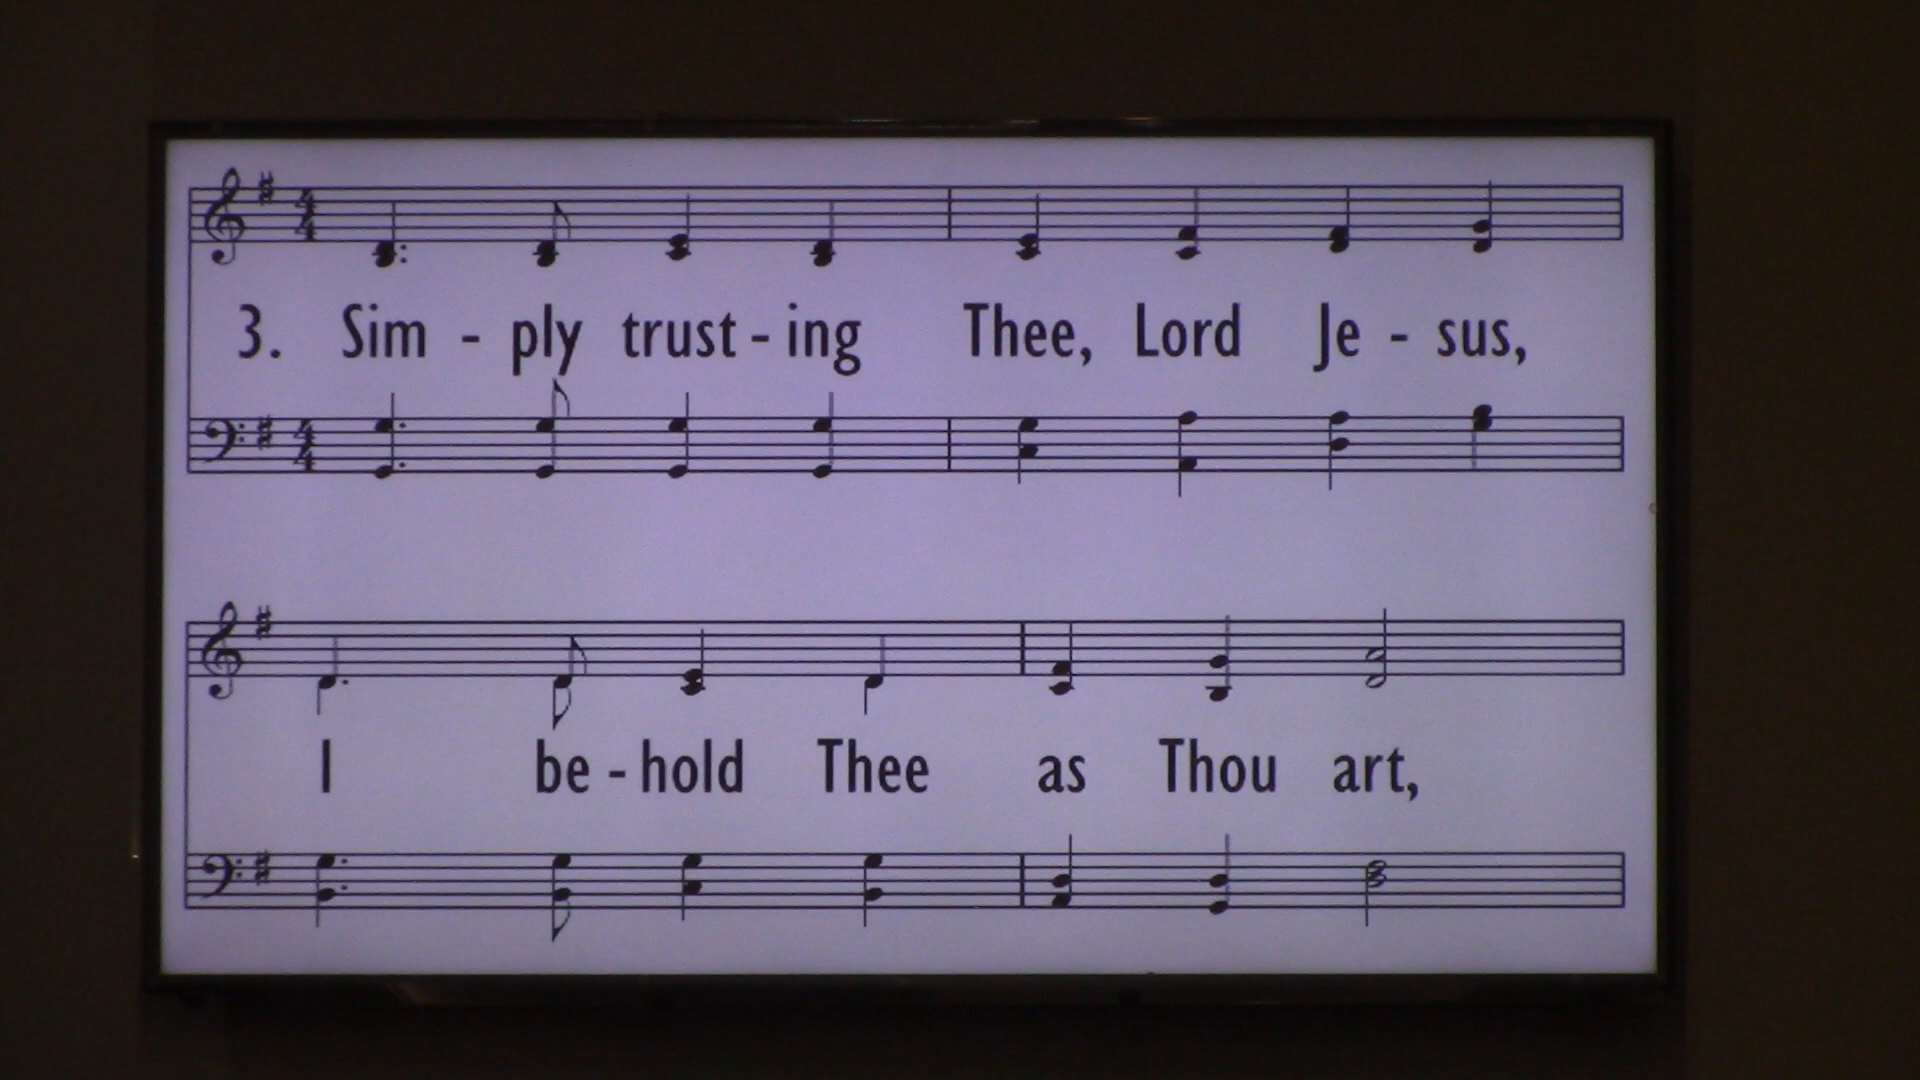 3. Sim - ply trust - ing Thee, Lord Je - sus,
I be - hold Thee as Thou art,